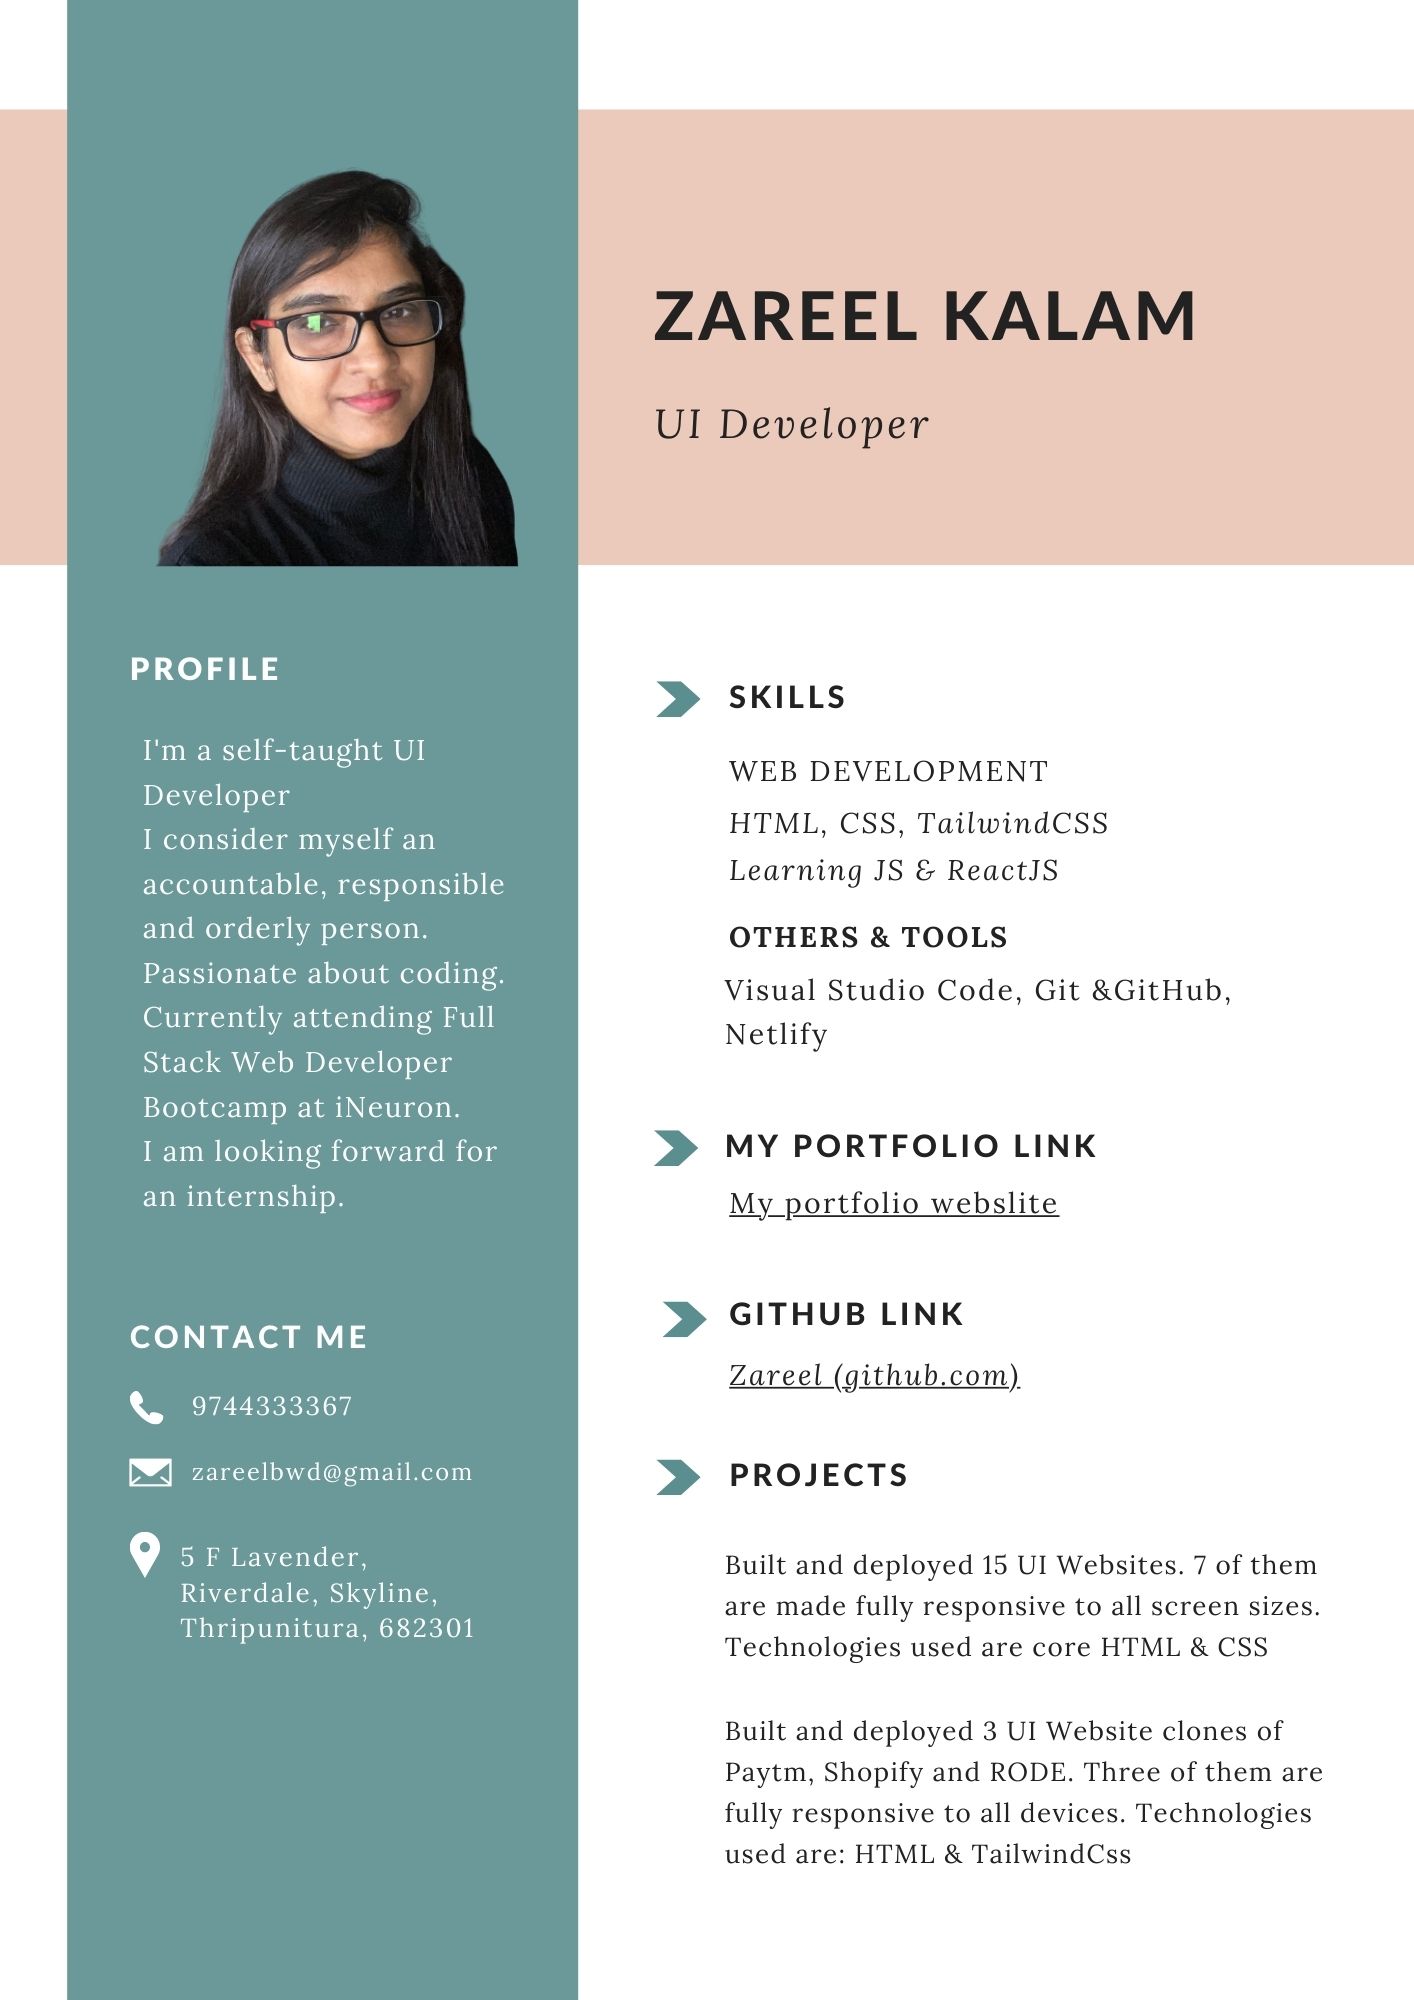 ZAREEL KALAM
UI Developer
PROFILE
I'm a self-taught UI
Developer
I consider myself an
accountable, responsible
and orderly person.
Passionate about coding.
Currently attending Full
Stack Web Developer
Bootcamp at iNeuron.
I am looking forward for
an internship.
CONTACT ME
9744333367
zareelbwd@gmail.com
5 F Lavender,
Riverdale, Skyline,
Thripunitura, 682301
SKILLS
WEB DEVELOPMENT
HTML, CSS, TailwindCSS
Learning JS & ReactJS
OTHERS & TOOLS
Visual Studio Code, Git &GitHub,
Netlify
MY PORTFOLIO LINK
My portfolio webslite
GITHUB LINK
Zareel (github.com)
PROJECTS
Built and deployed 15 UI Websites. 7 of them
are made fully responsive to all screen sizes.
Technologies used are core HTML & CSS
Built and deployed 3 UI Website clones of
Paytm, Shopify and RODE. Three of them are
fully responsive to all devices. Technologies
used are: HTML & TailwindCss